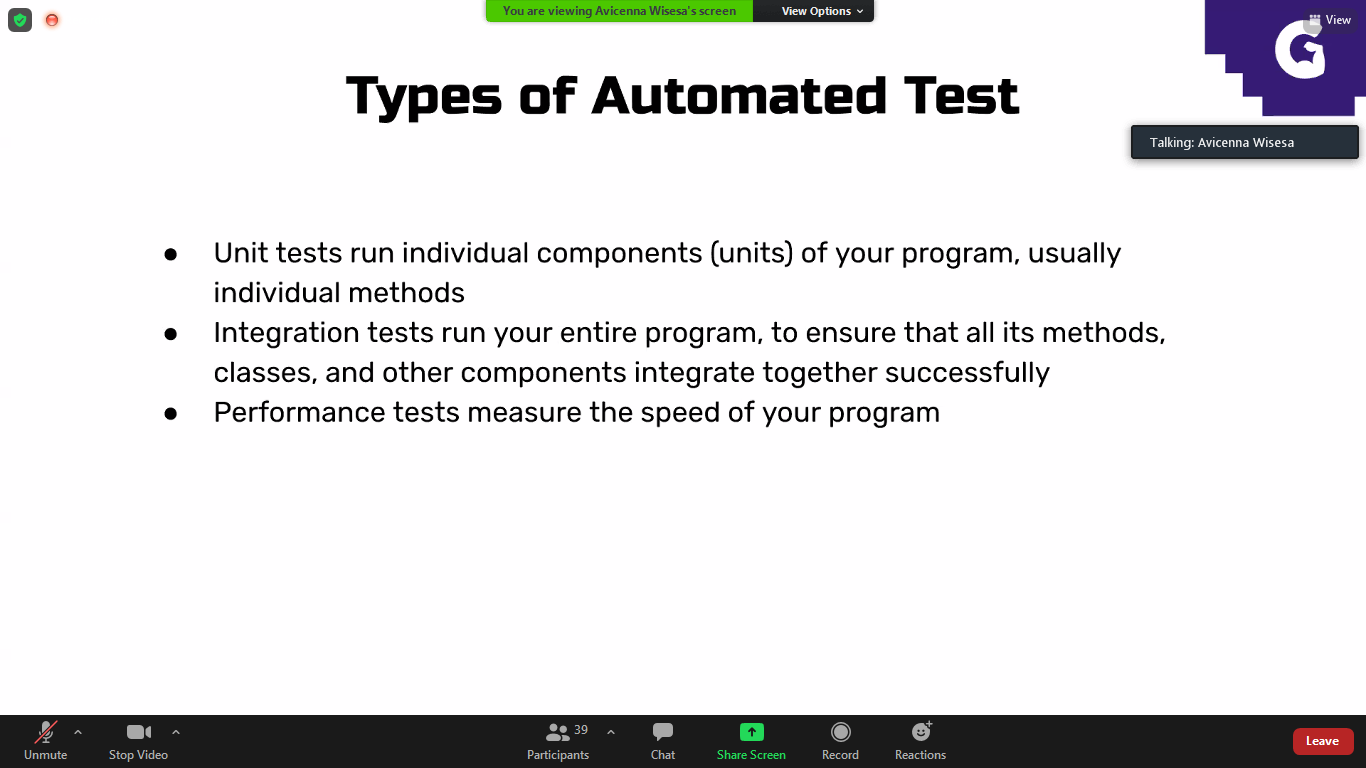 You are viewing Avicenna Wisesa's screen
View Options
View
G
Types of Automated Test
Talking: Avicenna Wisesa
● Unit tests run individual components (units) of your program, usually
individual methods
● Integration tests run your entire program, to ensure that all its methods,
classes, and other components integrate together successfully
● Performance tests measure the speed of your program
39
Unmute
Stop Video
Participants
Chat
Share Screen
Record
Reactions
Leave